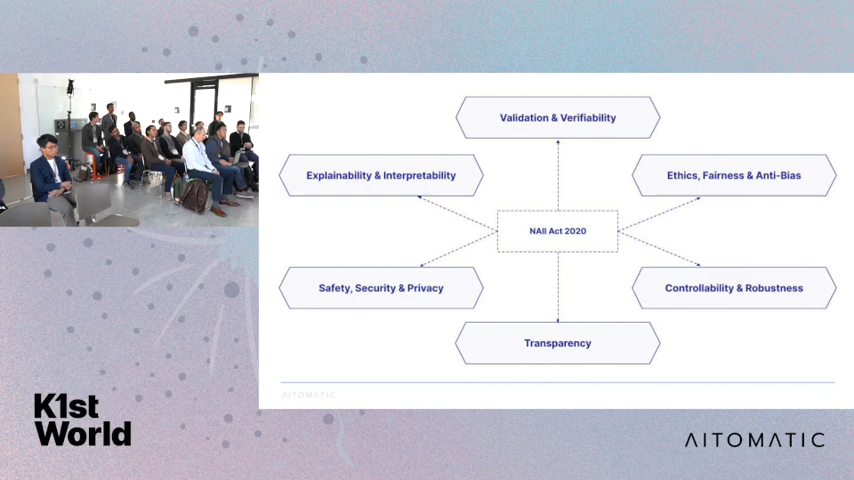 Validation & Verifiability
Explainability & Interpretability
Ethics, Fairness & Anti-Bias
NAII Act 2020
Safety, Security & Privacy
Controllability & Robustness
Transparency
AITOMATIC
K1st
World
AITOMATIC